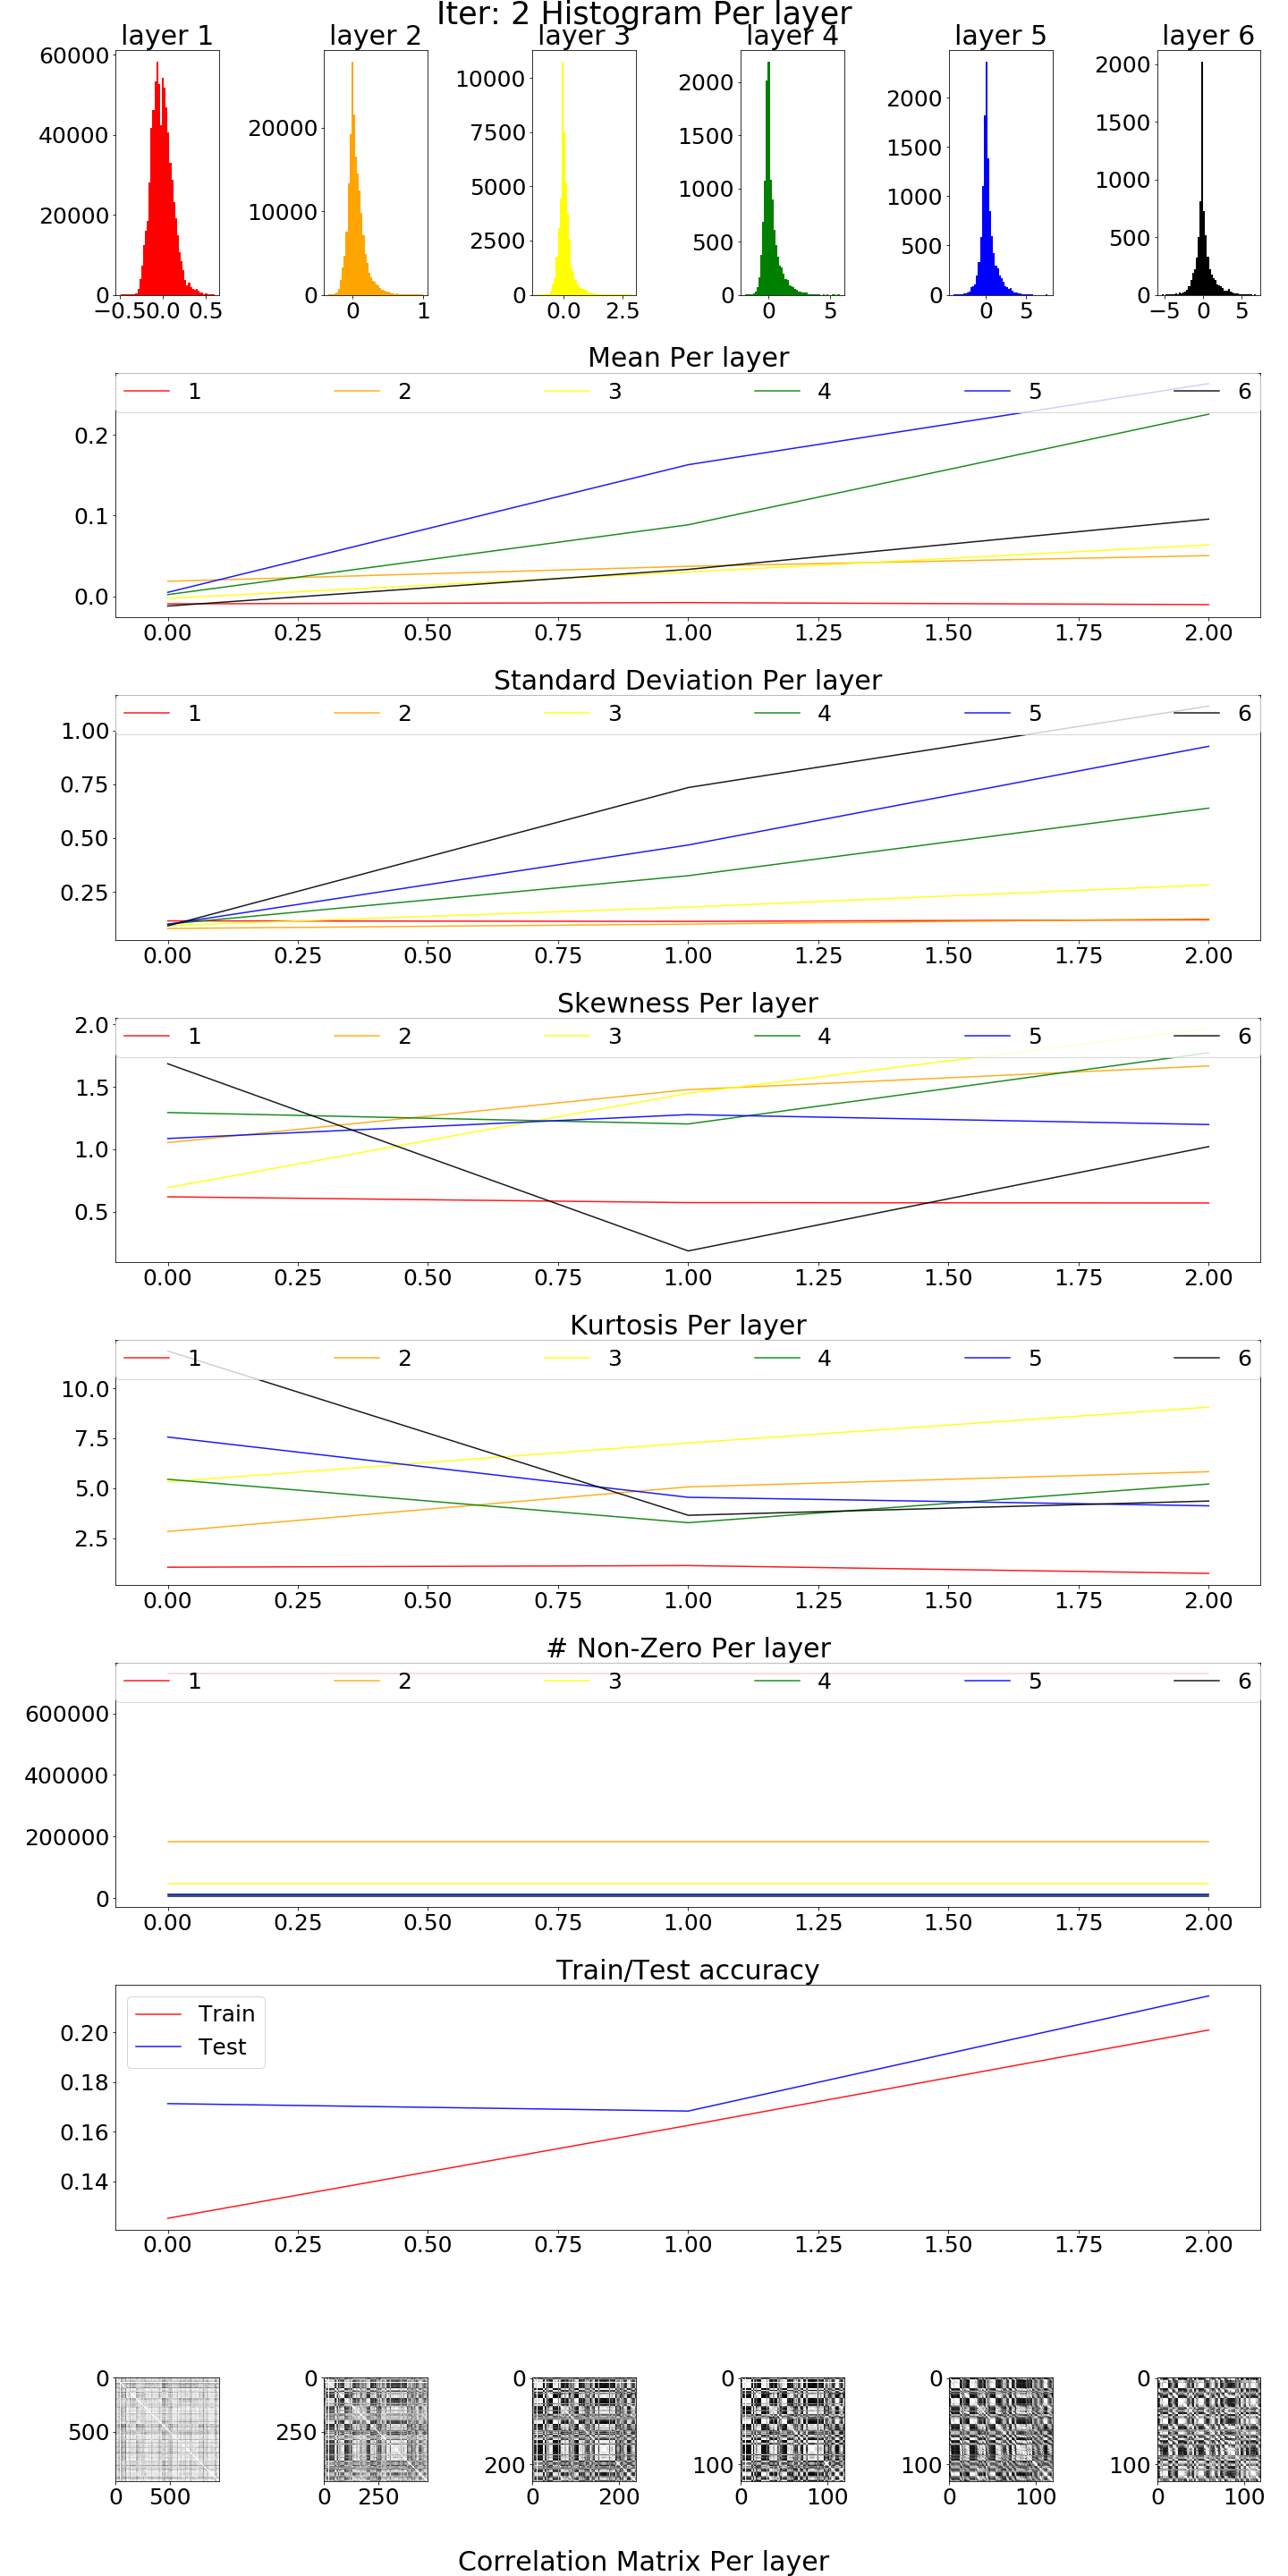 Iter: 2 Histogram Per layer
layer 1 layer 2 layer 3 layer 4 layer 5 layer 6
60000 40000 20000 0
−0.5 0.0 0.5
20000 10000 0
0 1
10000 7500 5000 2500 0
0.0 2.5
2000 1500 1000 500 0
0 5
2000 1500 1000 500 0
0 5
2000 1500 1000 500 0
−5 0 5
Mean Per layer
1 2 3 4 5 6
0.2
0.1
0.0
0.00 0.25 0.50 0.75 1.00 1.25 1.50 1.75 2.00
Standard Deviation Per layer
1 2 3 4 5 6
1.00
0.75
0.50
0.25
0.00 0.25 0.50 0.75 1.00 1.25 1.50 1.75 2.00
Skewness Per layer
2.0
1 2 3 4 5 6
1.5
1.0
0.5
0.00 0.25 0.50 0.75 1.00 1.25 1.50 1.75 2.00
Kurtosis Per layer
1 2 3 4 5 6
10.0
7.5
5.0
2.5
0.00 0.25 0.50 0.75 1.00 1.25 1.50 1.75 2.00
# Non-Zero Per layer
1 2 3 4 5 6
600000
400000
200000
0
0.00 0.25 0.50 0.75 1.00 1.25 1.50 1.75 2.00
Train/Test accuracy
Train
Test
0.20
0.18
0.16
0.14
0.00 0.25 0.50 0.75 1.00 1.25 1.50 1.75 2.00
0 500
0 500
0 250
0 250
0 200
0 200
0 100
0 100
0 100
0 100
0 100
0 100
Correlation Matrix Per layer